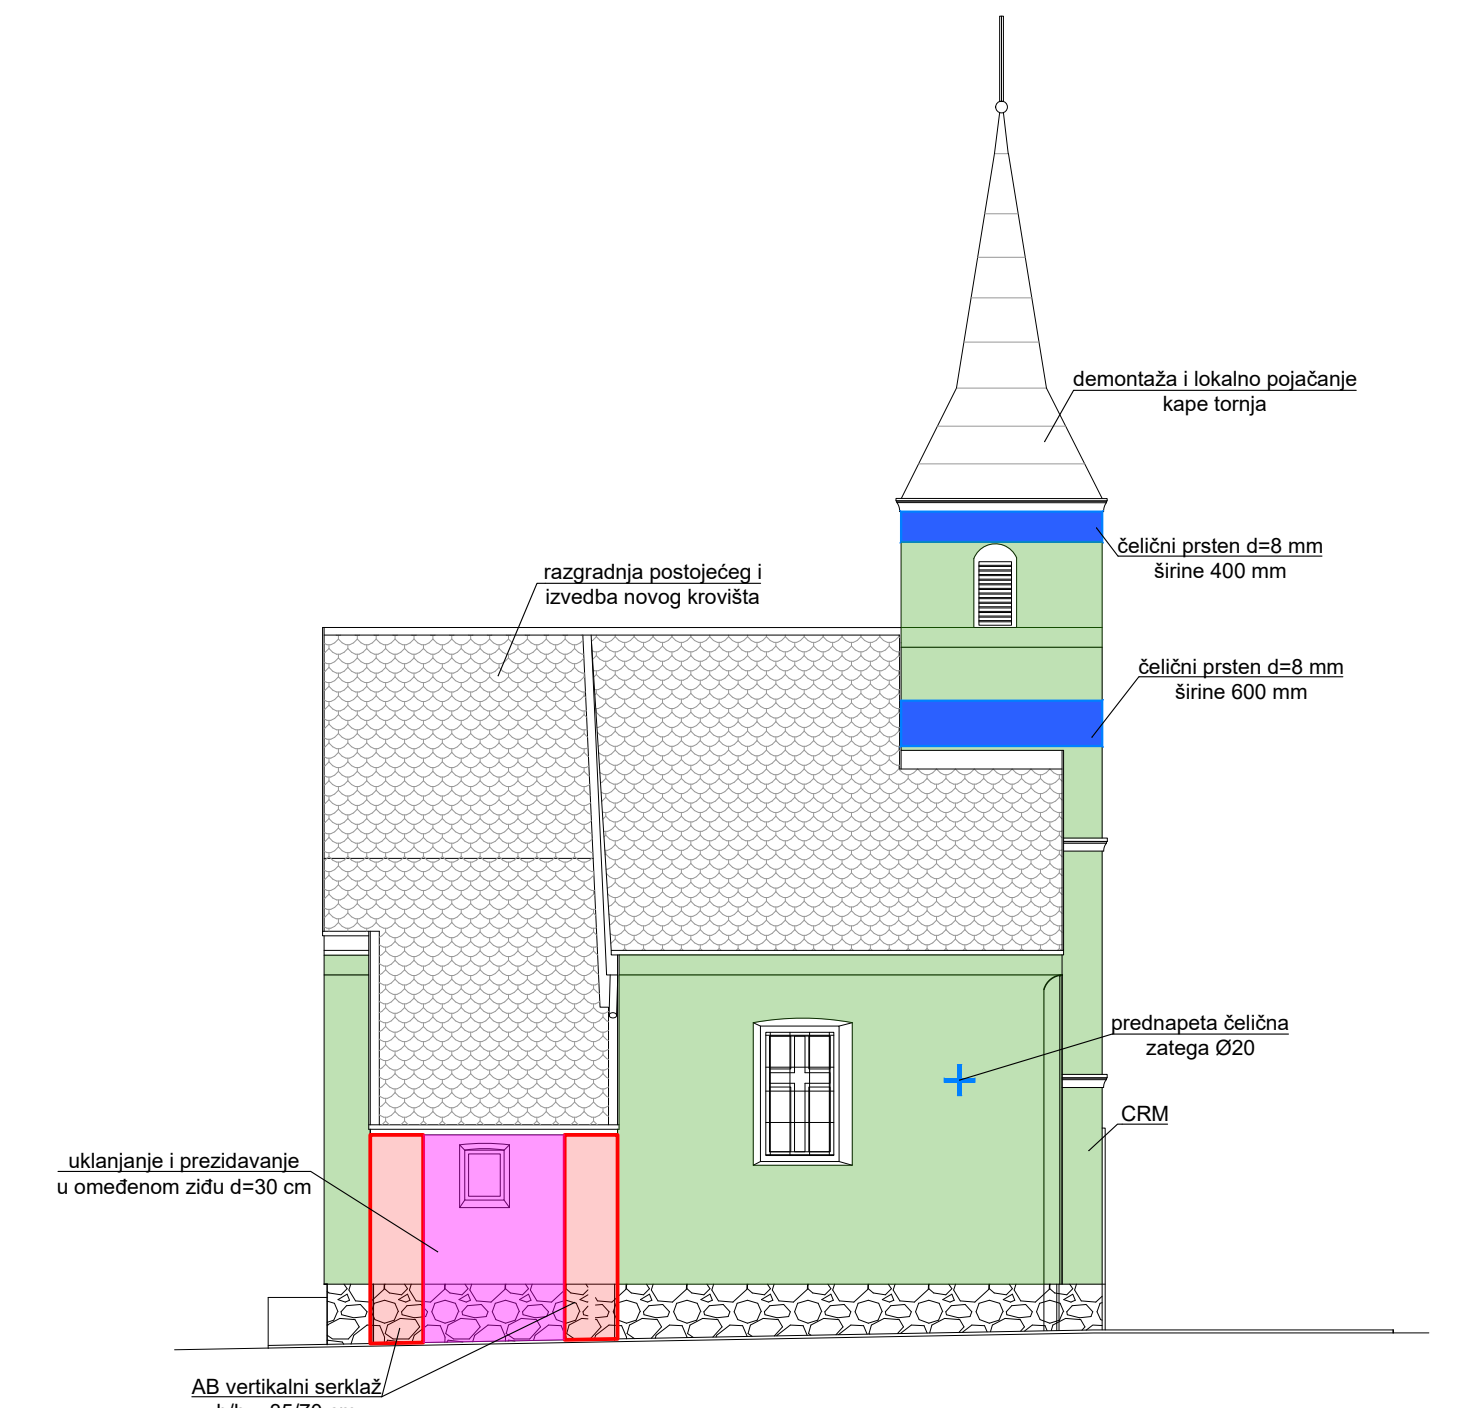 demontaža i lokalno pojačanje
kape tornja
čelični prsten d=8 mm
širine 400 mm
razgradnja postojećeg i
izvedba novog krovišta
čelični prsten d=8 mm
širine 600 mm
prednapeta čelična
zatega Ø20
CRM
uklanjanje i prezidavanje
u omeđenom ziđu d=30 cm
AB vertikalni serklaž